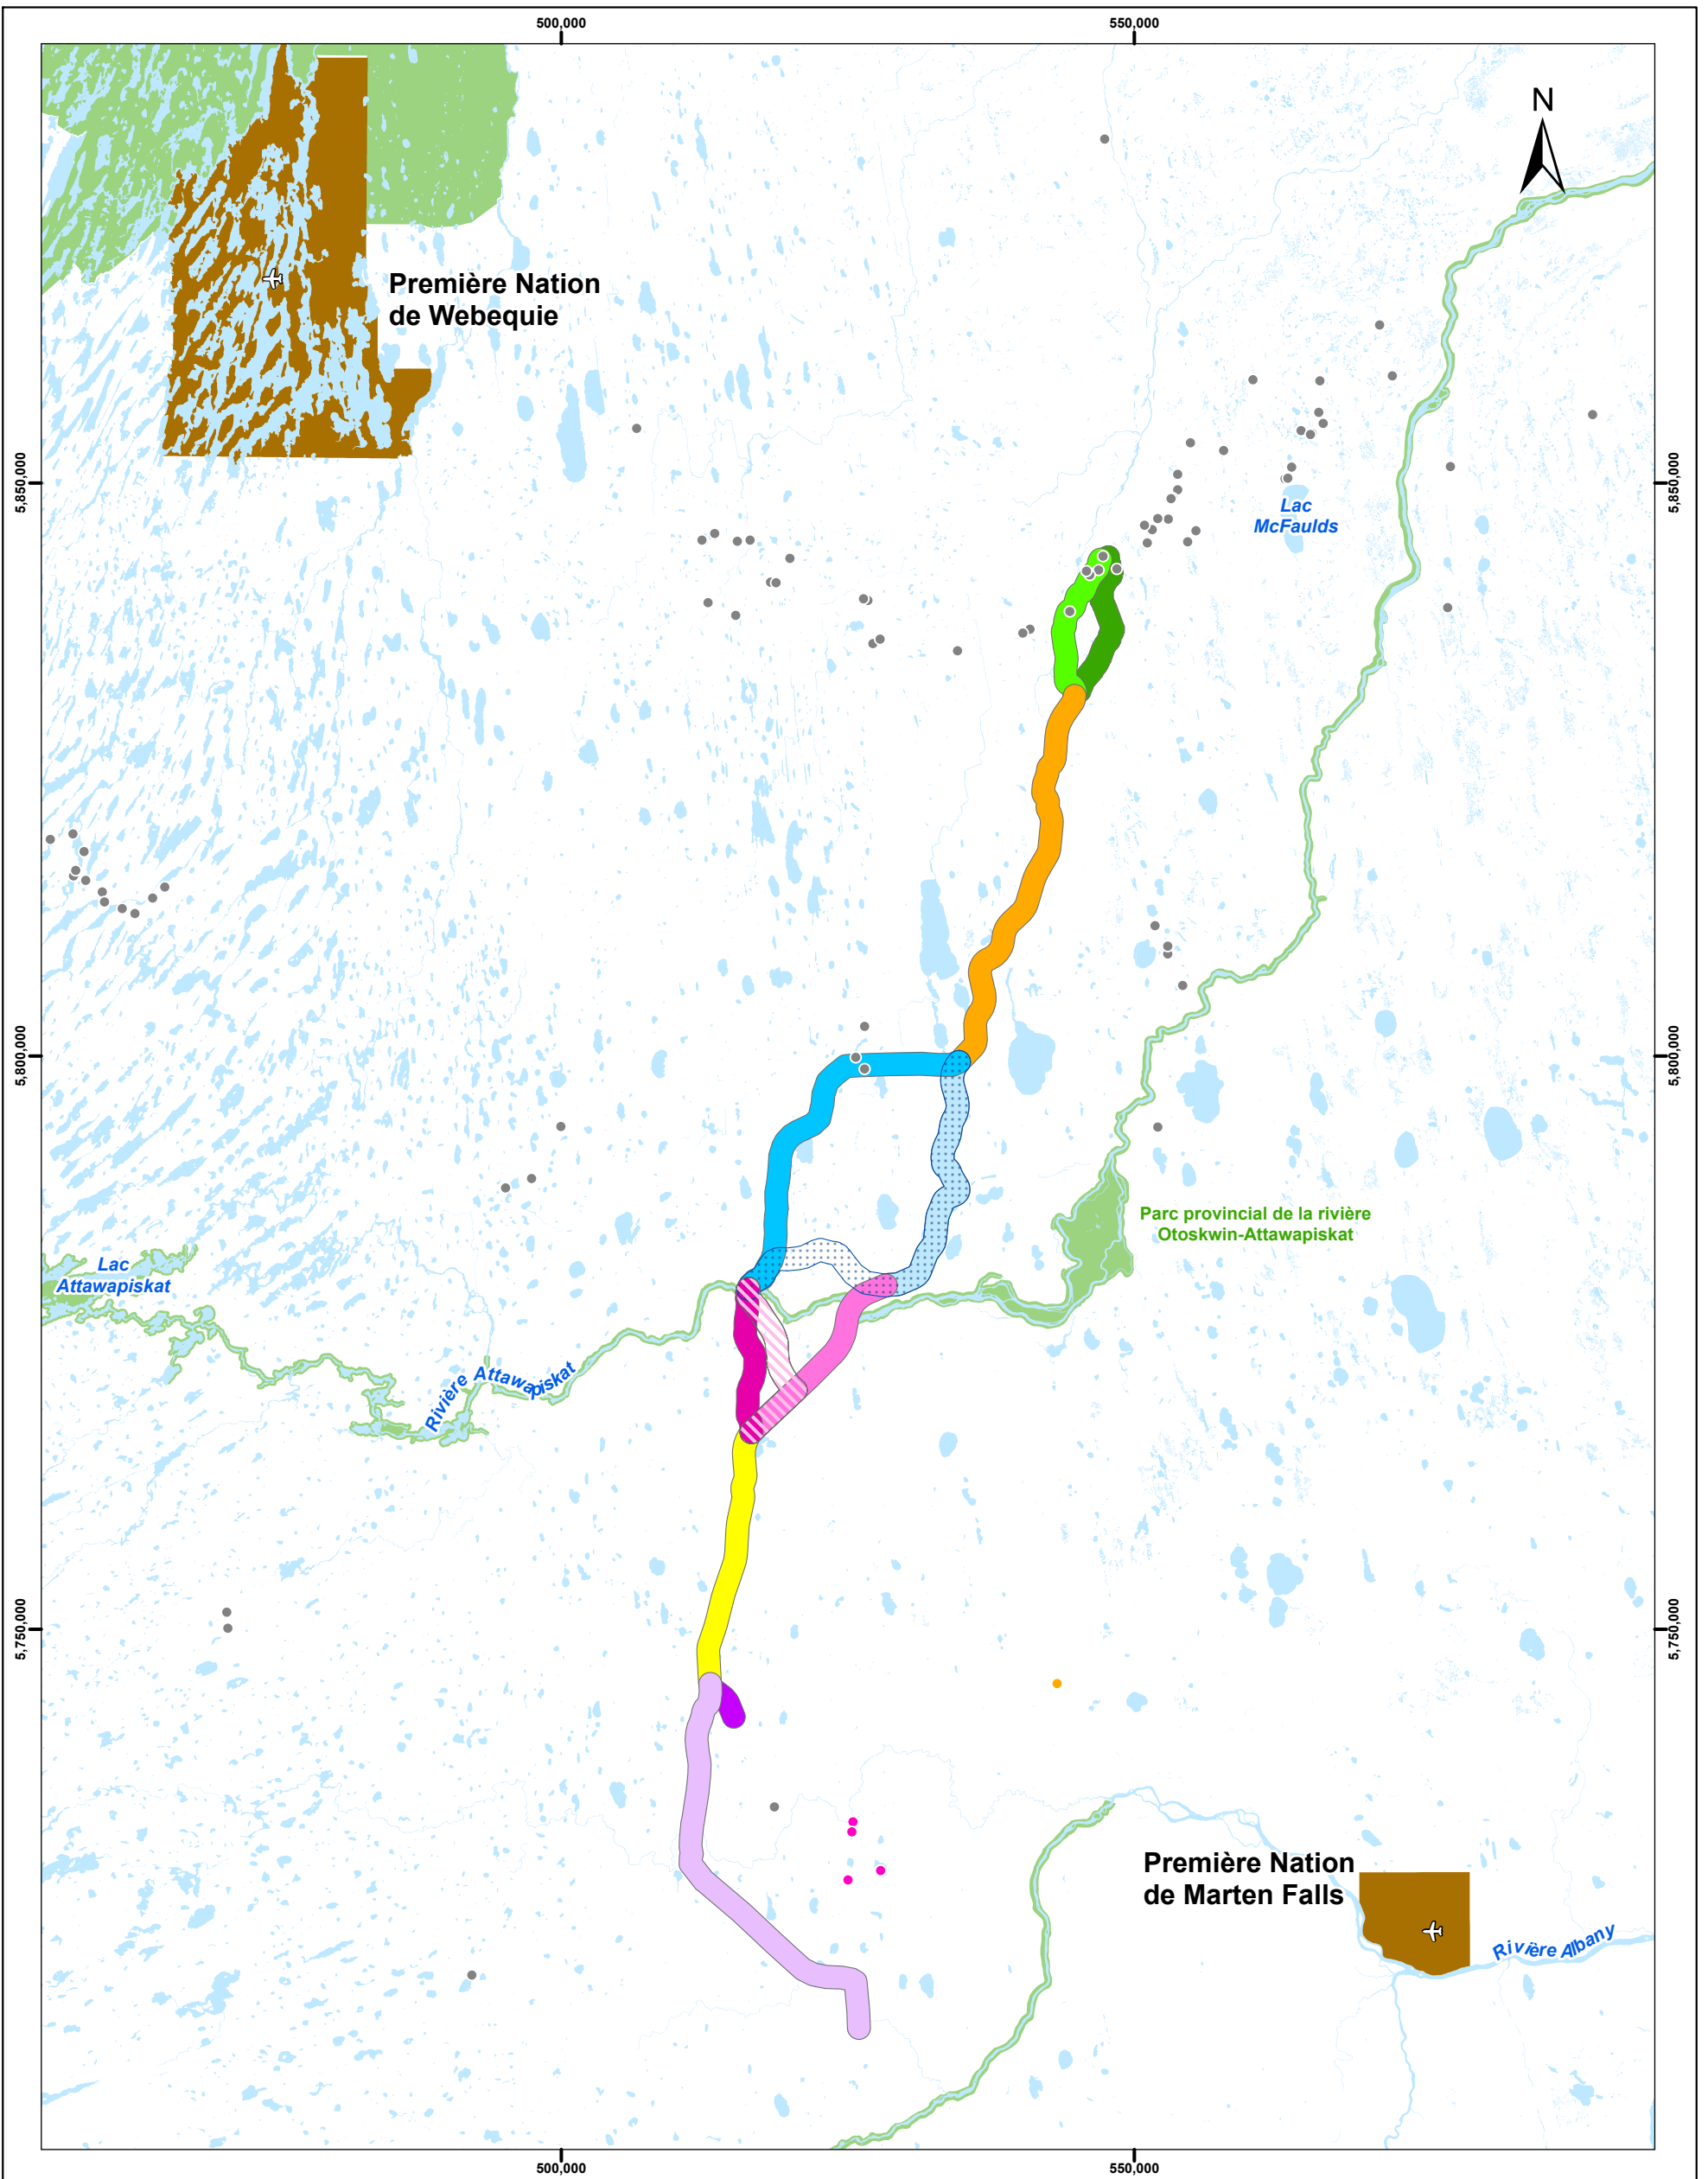 500,000
550,000
N
Première Nation
de Webequie
5,850,000
5,850,000
Lac
McFaulds
5,800,000
5,800,000
Parc provincial de la rivière
Otoskwin-Attawapiskat
Lac
Attawapiskat
Rivière Attawapiskat
5,750,000
5,750,000
Première Nation
de Marten Falls
Rivière Albany
500,000
550,000